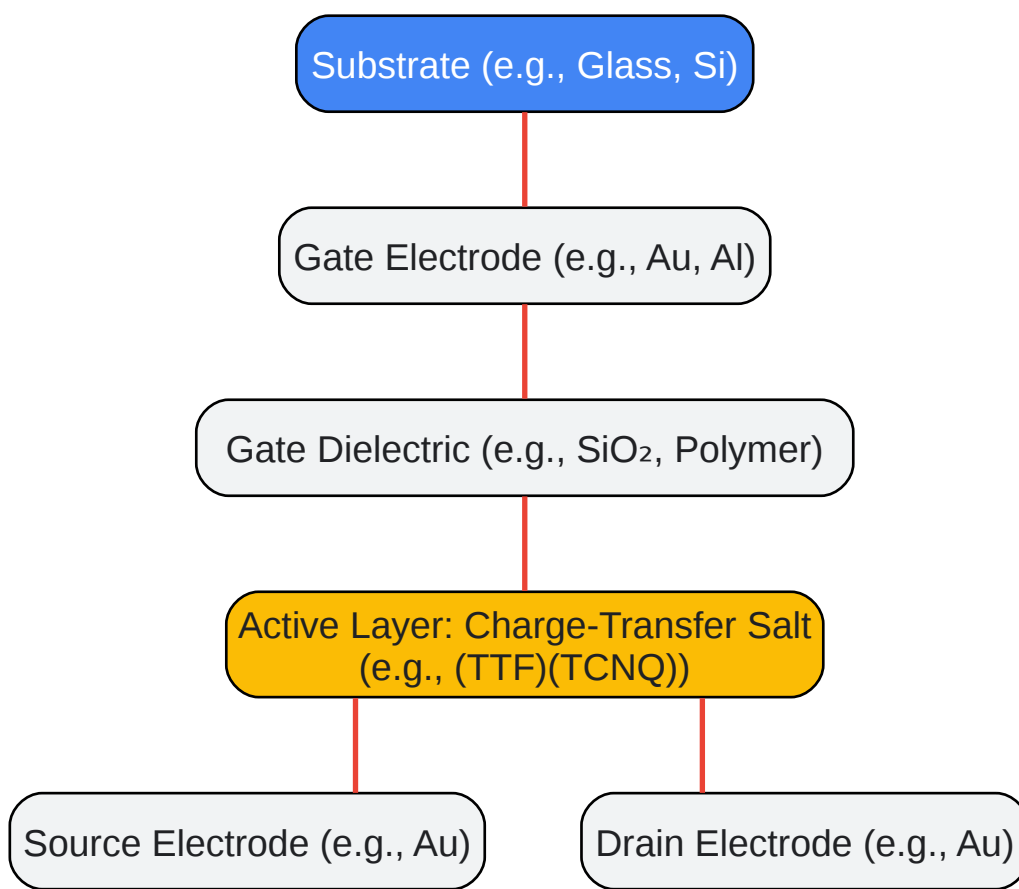 Substrate (e.g., Glass, Si)
Gate Electrode (e.g., Au, Al)
Gate Dielectric (e.g., SiO₂, Polymer)
Active Layer: Charge-Transfer Salt
(e.g., (TTF)(TCNQ))
Source Electrode (e.g., Au)
Drain Electrode (e.g., Au)